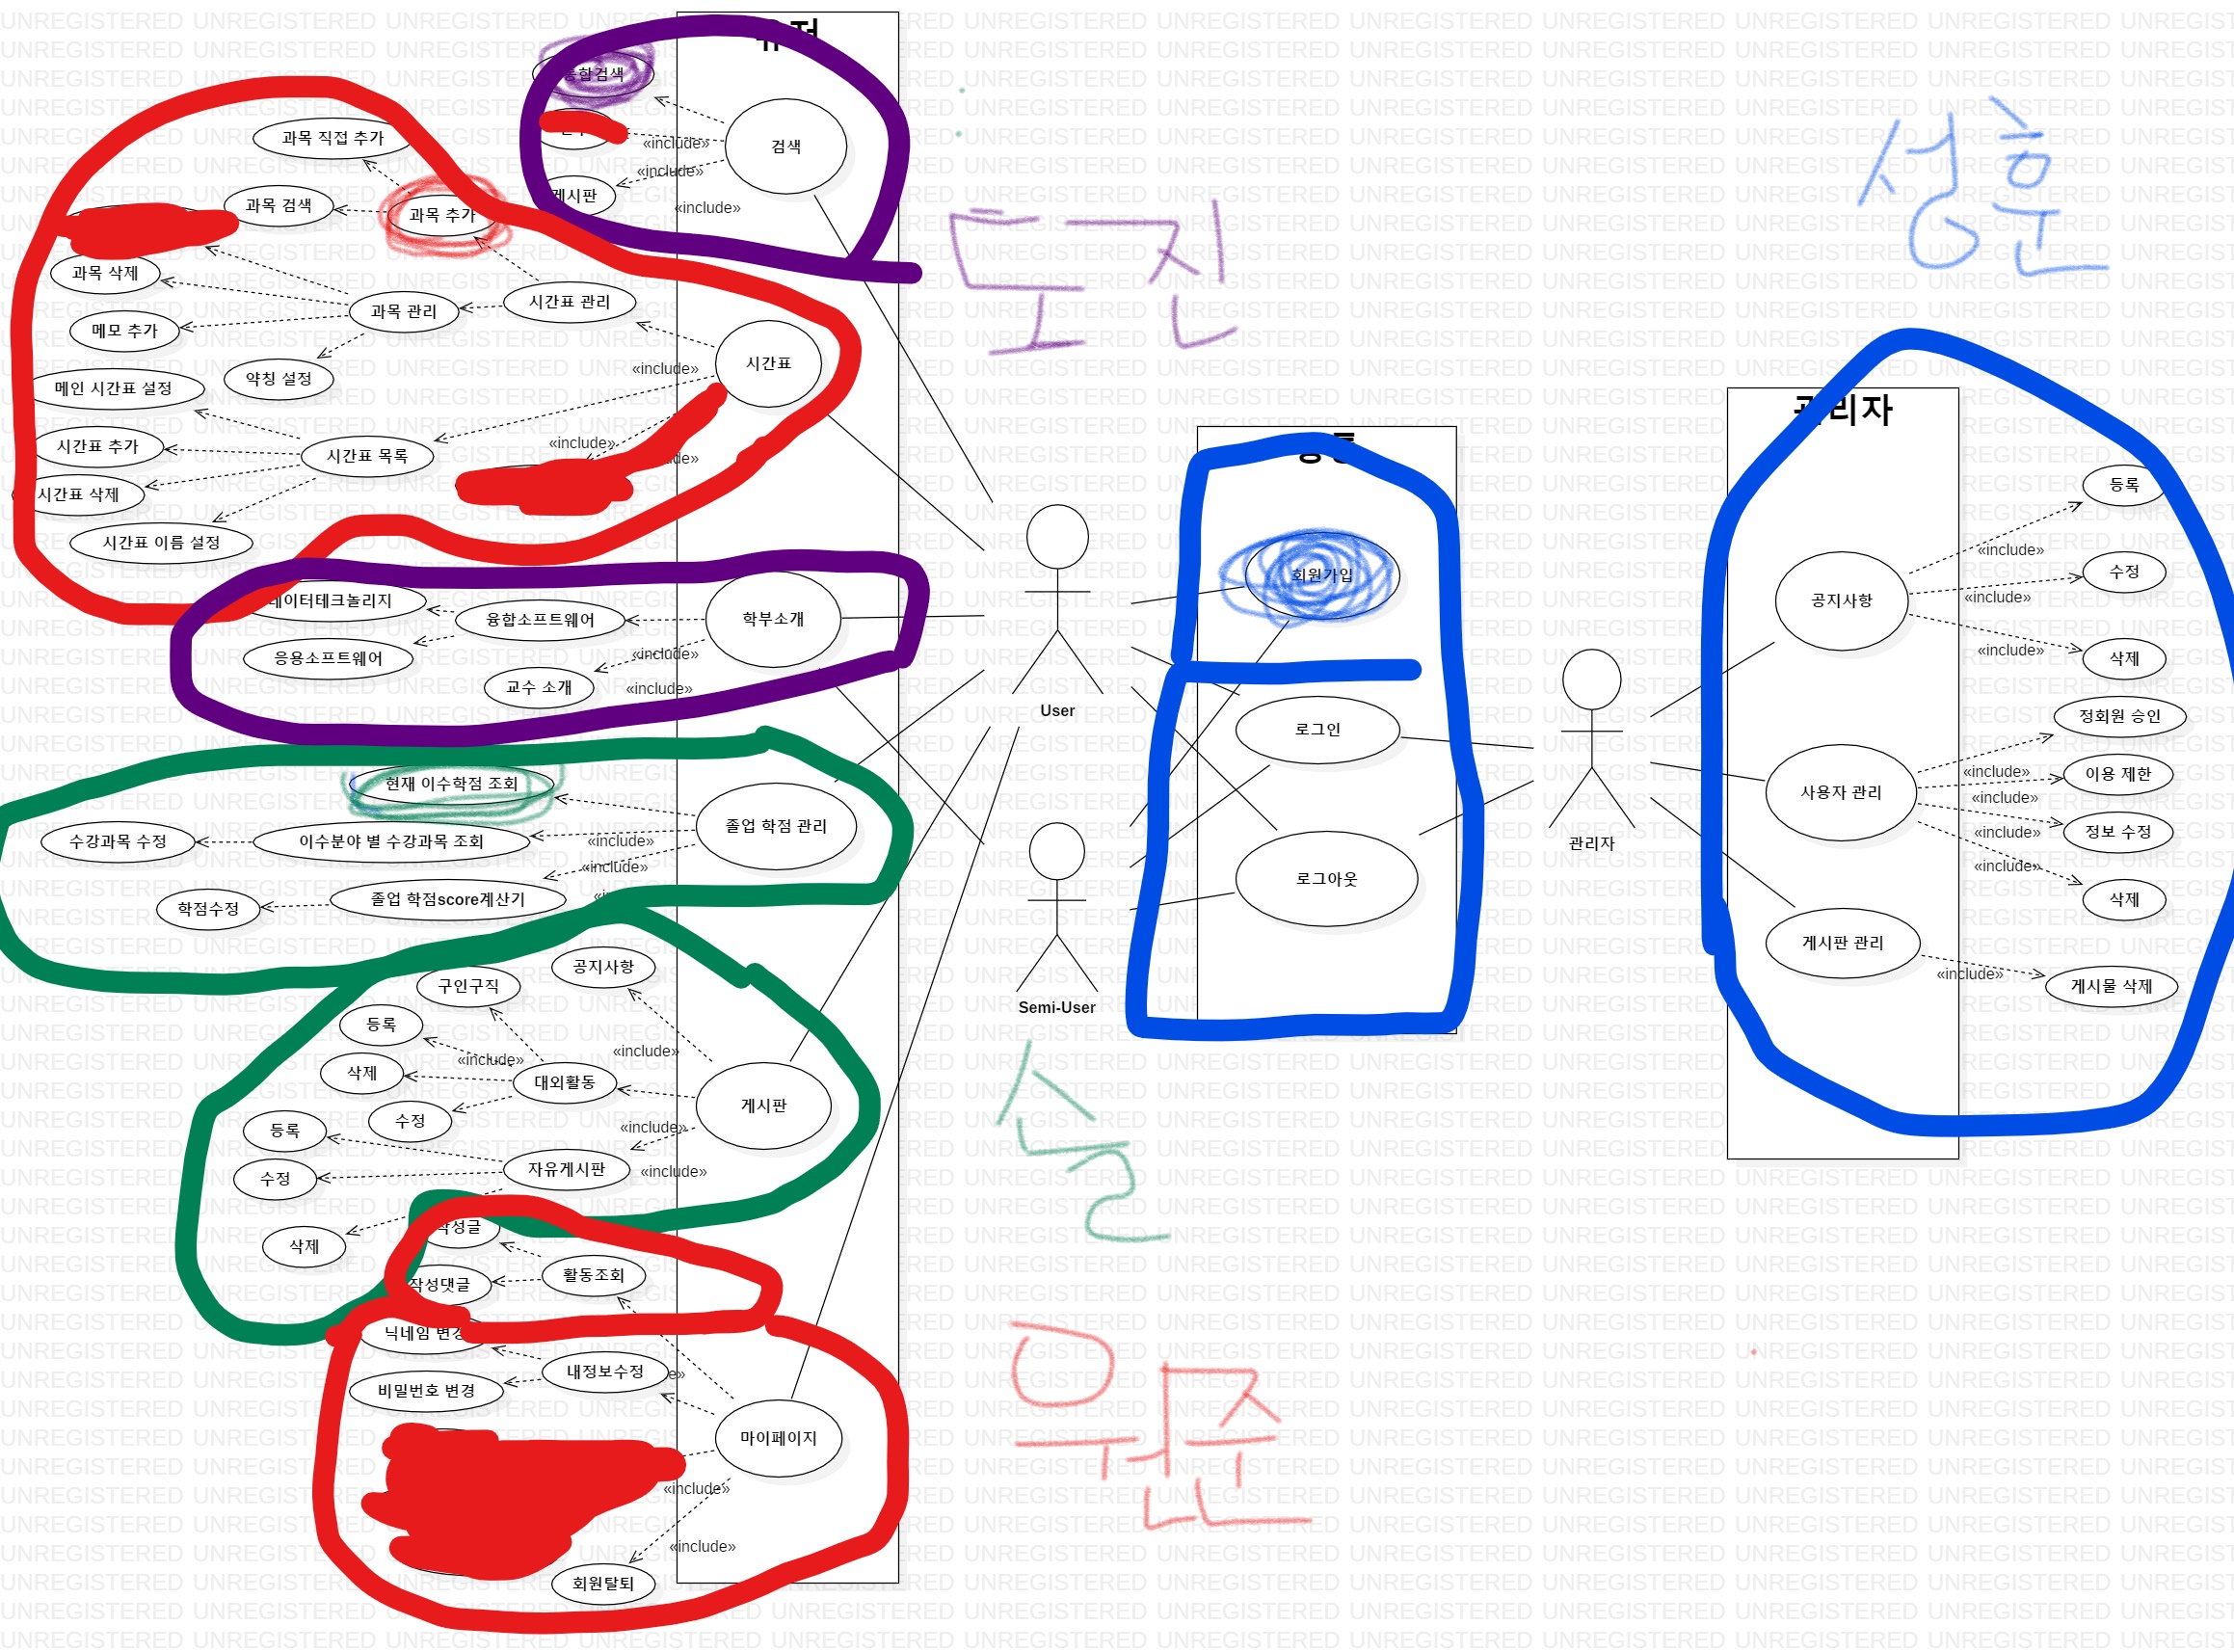 통합검색
검색
게시판
«include»
«include»
«include»
과목 직접 추가
과목 검색
과목 추가
과목 삭제
과목 관리
시간표 관리
메모 추가
약칭 설정
시간표
«include»
메인 시간표 설정
시간표 추가
시간표 목록
«include»
시간표 삭제
시간표 이름 설정
데이터테크놀리지
융합소프트웨어
학부소개
응용소프트웨어
«include»
교수 소개
«include»
현재 이수학점 조회
졸업 학점 관리
수강과목 수정
이수분야 별 수강과목 조회
«include»
«include»
학점수정
졸업 학점score계산기
공지사항
구인구직
등록
«include»
«include»
삭제
대외활동
게시판
수정
등록
«include»
자유게시판
«include»
수정
삭제
작성글
활동조회
작성댓글
닉네임 변경
내정보수정
비밀번호 변경
마이페이지
«include»
«include»
회원탈퇴
User
Semi-User
회원가입
로그인
로그아웃
관리자
관리자
공지사항
등록
«include»
수정
«include»
삭제
«include»
사용자 관리
정회원 승인
«include»
이용 제한
«include»
정보 수정
«include»
삭제
«include»
게시판 관리
«include»
게시물 삭제
도진
성훈
슬
원준
UNREGISTERED